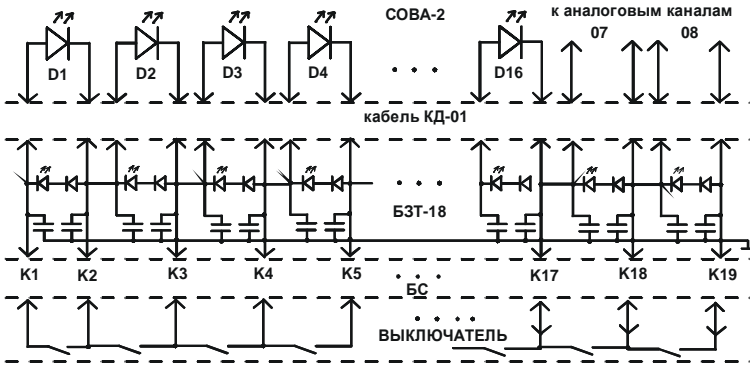 СОВА-2
к аналоговым каналам
07 08
D1 D2 D3 D4 D16
кабель КД-01
БЗТ-18
K1 K2 K3 K4 K5 K17 K18 K19
БС
ВЫКЛЮЧАТЕЛЬ